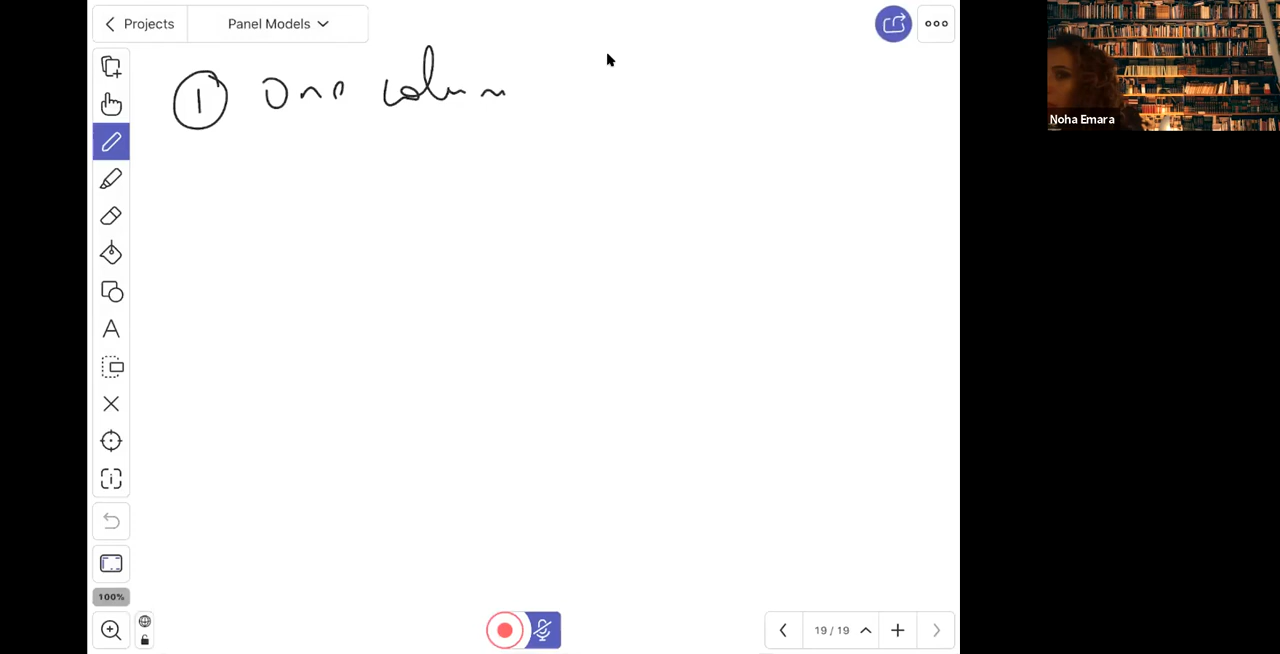 Projects
Panel Models
① One column
Noha Emara
100%
19 / 19